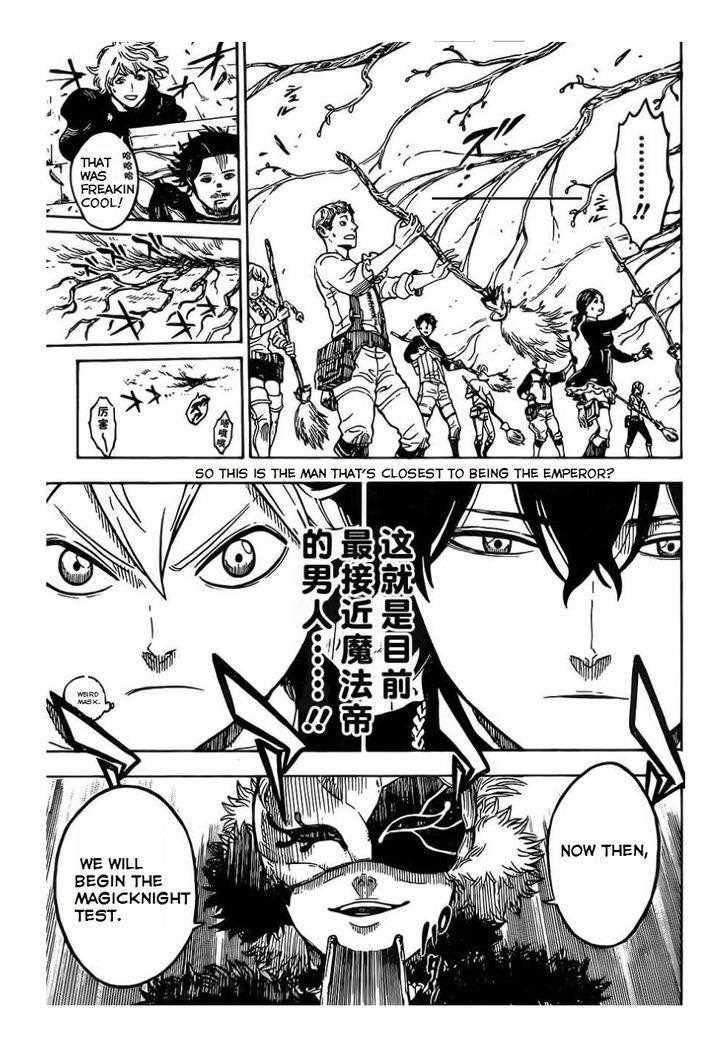 ………!!
THAT
WAS
FREAKIN
COOL!
哈哈哈
哈哦哦
厉害—
SO THIS IS THE MAN THAT'S CLOSEST TO BEING THE EMPEROR?
这就是目前
最接近魔法帝
的男人………!!
WEIRD
MASK.
NOW THEN,
WE WILL
BEGIN THE
MAGICKNIGHT
TEST.